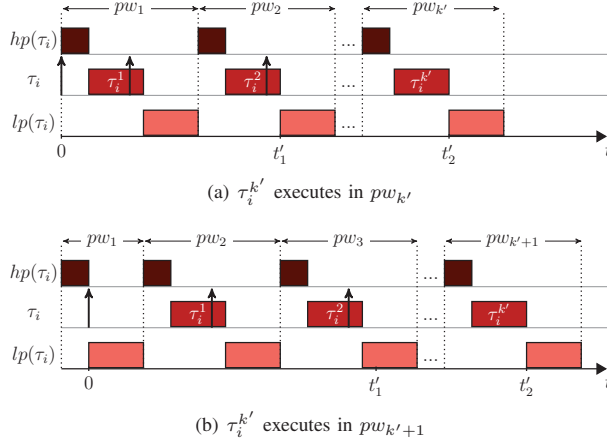 pw₁ pw₂ pwₖ′
hp(τᵢ) ...
τᵢ τᵢ¹ τᵢ² τᵢᵏ′
lp(τᵢ) ...
0 t′₁ t′₂ t
(a) τᵢᵏ′ executes in pwₖ′
pw₁ pw₂ pw₃ pwₖ′₊₁
hp(τᵢ) ...
τᵢ τᵢ¹ τᵢ² ... τᵢᵏ′
lp(τᵢ) ...
0 t′₁ t′₂ t
(b) τᵢᵏ′ executes in pwₖ′₊₁